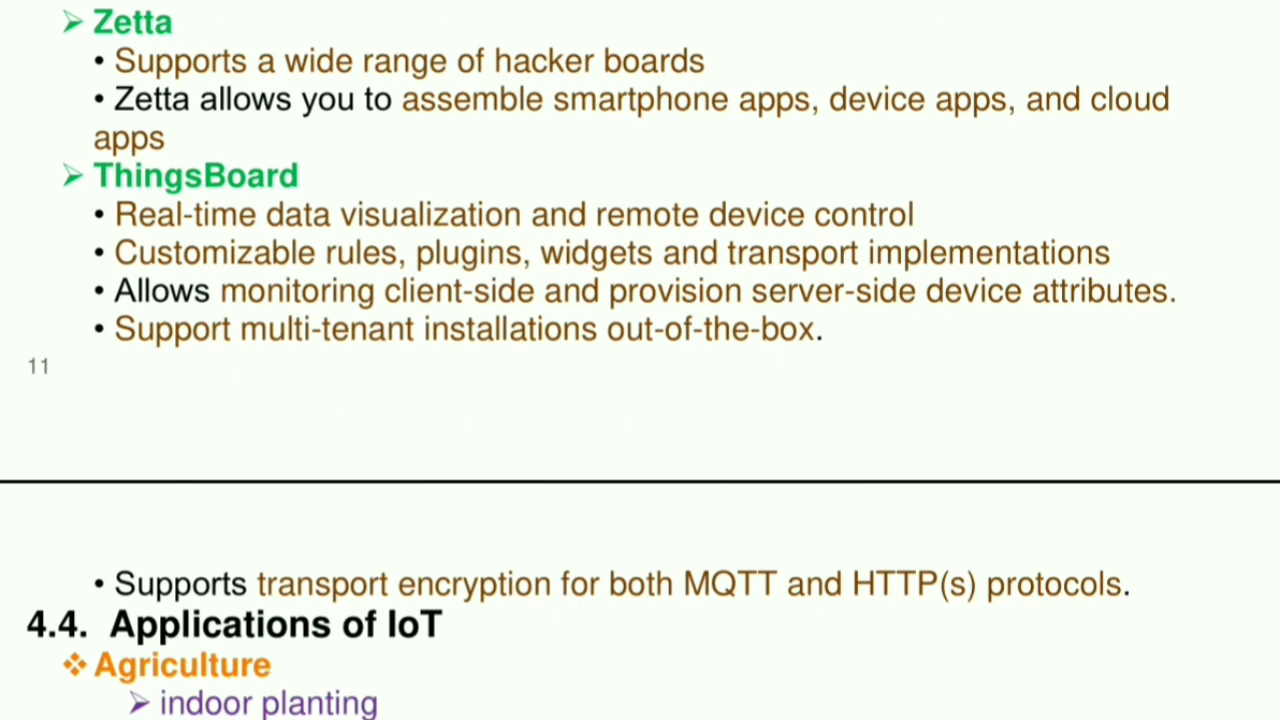 ➢ Zetta
• Supports a wide range of hacker boards
• Zetta allows you to assemble smartphone apps, device apps, and cloud
apps
➢ ThingsBoard
• Real-time data visualization and remote device control
• Customizable rules, plugins, widgets and transport implementations
• Allows monitoring client-side and provision server-side device attributes.
• Support multi-tenant installations out-of-the-box.
11
• Supports transport encryption for both MQTT and HTTP(s) protocols.
4.4. Applications of IoT
❖ Agriculture
➢ indoor planting